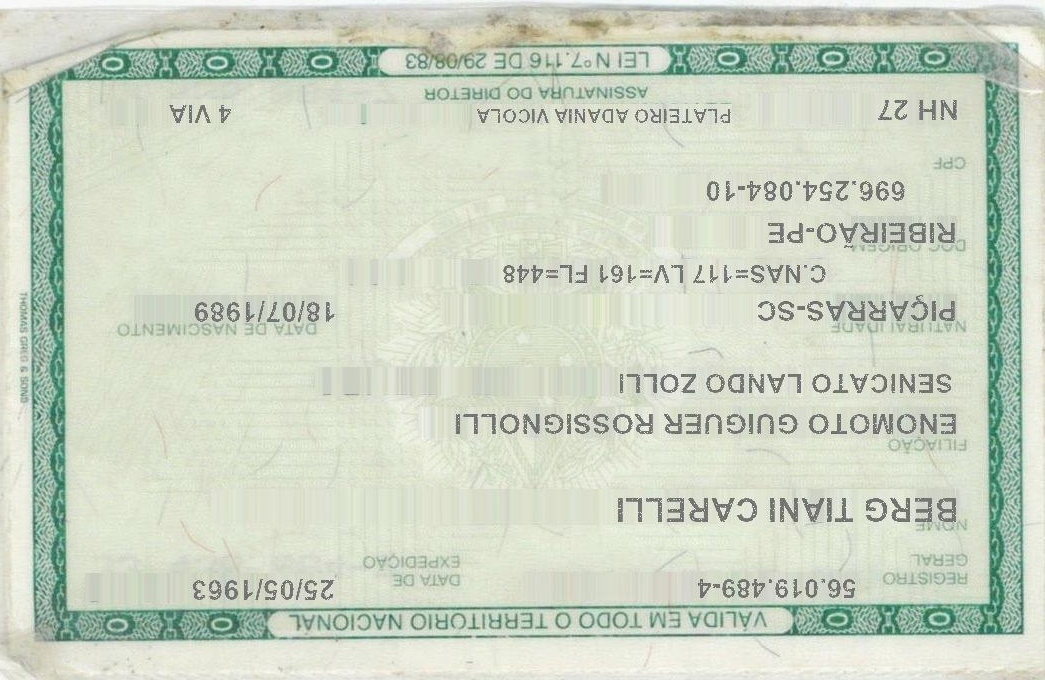 VÁLIDA EM TODO O TERRITORIO NACIONAL
REGISTRO GERAL 56.019.489-4 DATA DE EXPEDIÇÃO 25/05/1963
NOME
BERG TIANI CARELLI
FILIAÇÃO
ENOMOTO GUIGUER ROSSIGNOLLI
SENICATO LANDO ZOLLI
NATURALIDADE DATA DE NASCIMENTO
PIÇARRAS-SC 18/07/1989
C.NAS=117 LV=161 FL=448
DOC ORIGEM
RIBEIRÃO-PE
696.254.084-10
CPF
NH 27 PLATEIRO ADANIA VICOLA 4 VIA
ASSINATURA DO DIRETOR
LEI Nº 7.116 DE 29/08/83
THOMAS GREG & SONS